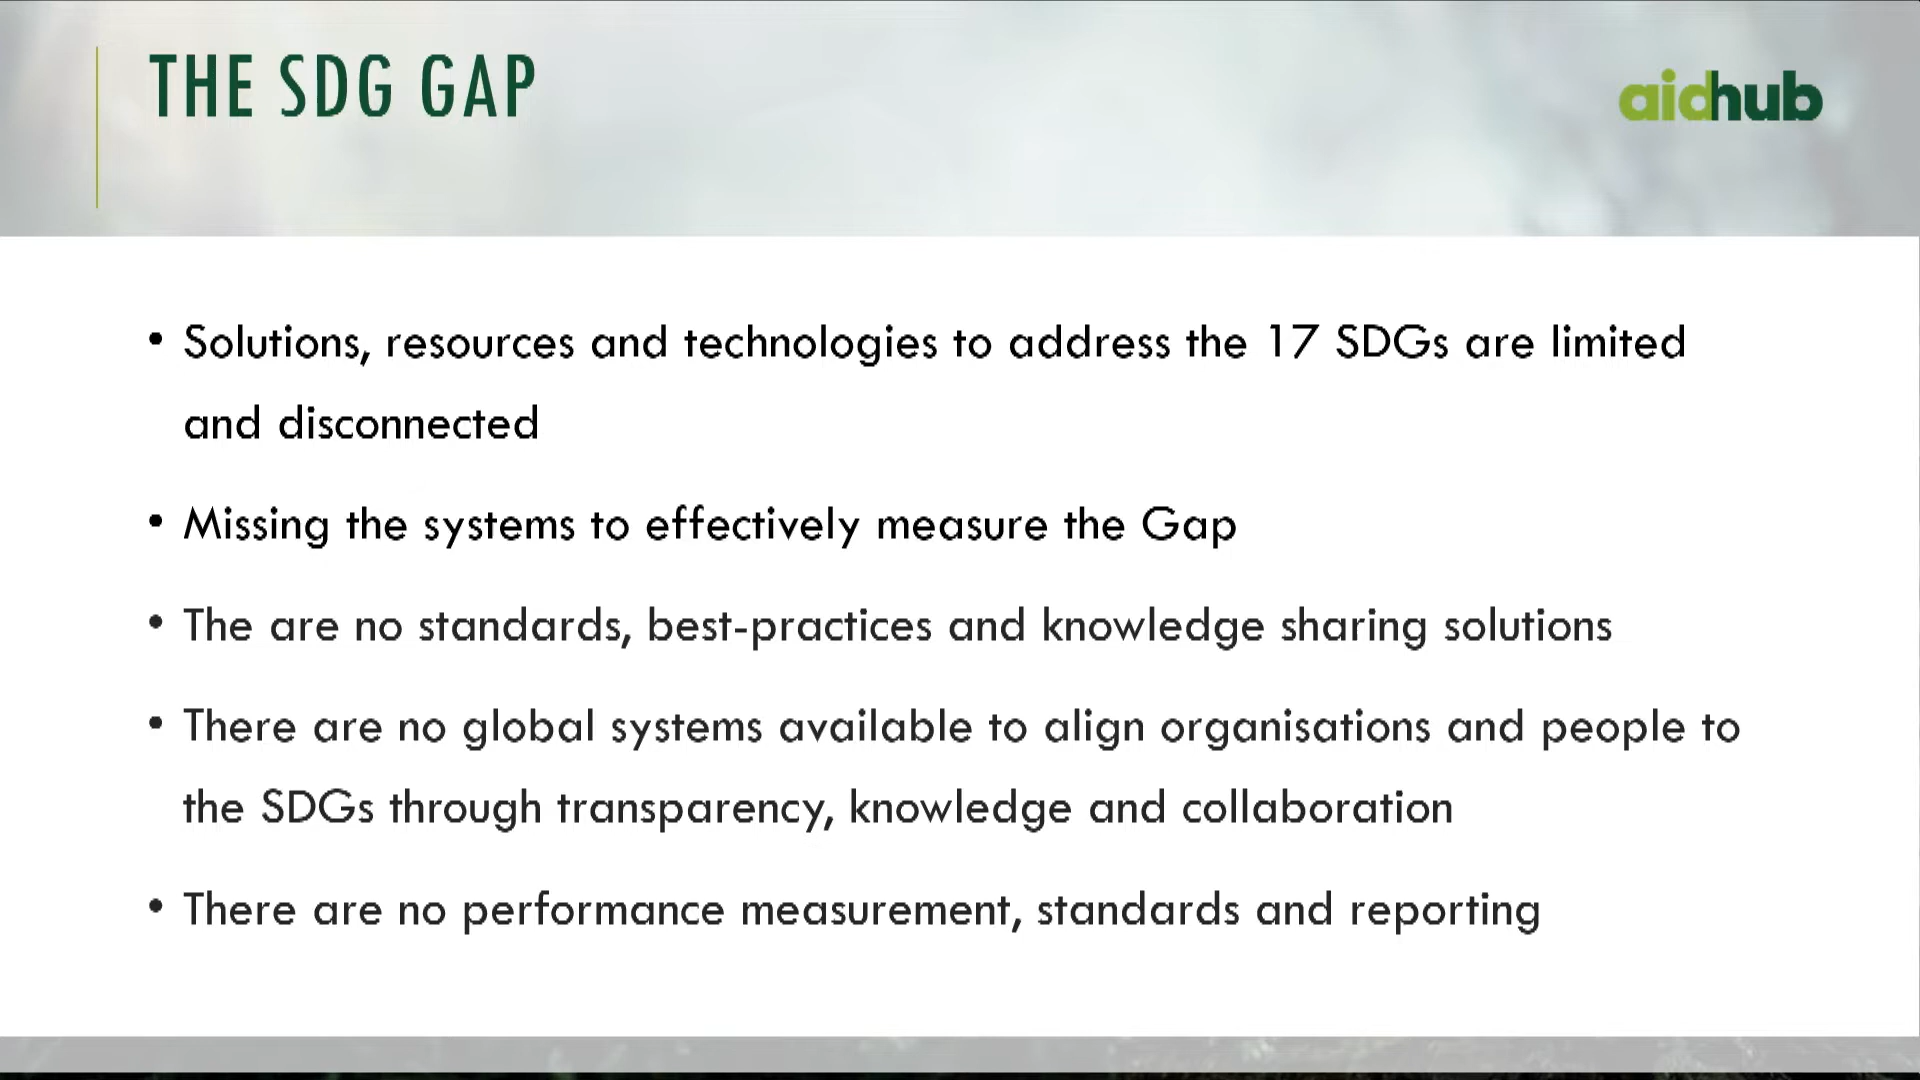 THE SDG GAP
aidhub
• Solutions, resources and technologies to address the 17 SDGs are limited
and disconnected
• Missing the systems to effectively measure the Gap
• The are no standards, best-practices and knowledge sharing solutions
• There are no global systems available to align organisations and people to
the SDGs through transparency, knowledge and collaboration
• There are no performance measurement, standards and reporting